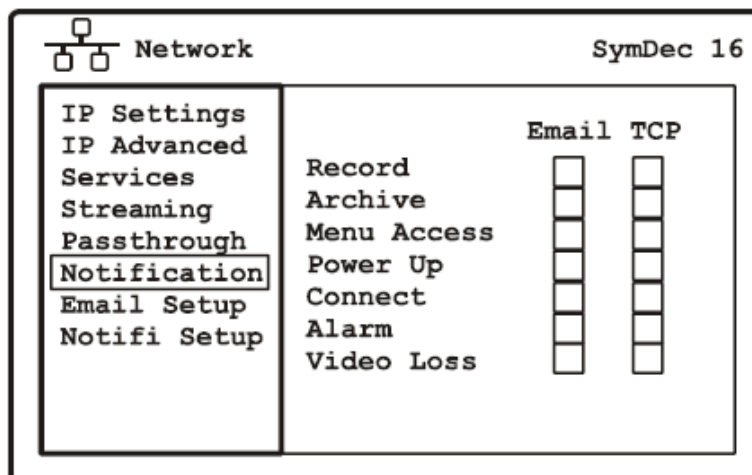 Network
SymDec 16
IP Settings
IP Advanced
Services
Streaming
Passthrough
Notification
Email Setup
Notifi Setup
Email TCP
Record
Archive
Menu Access
Power Up
Connect
Alarm
Video Loss